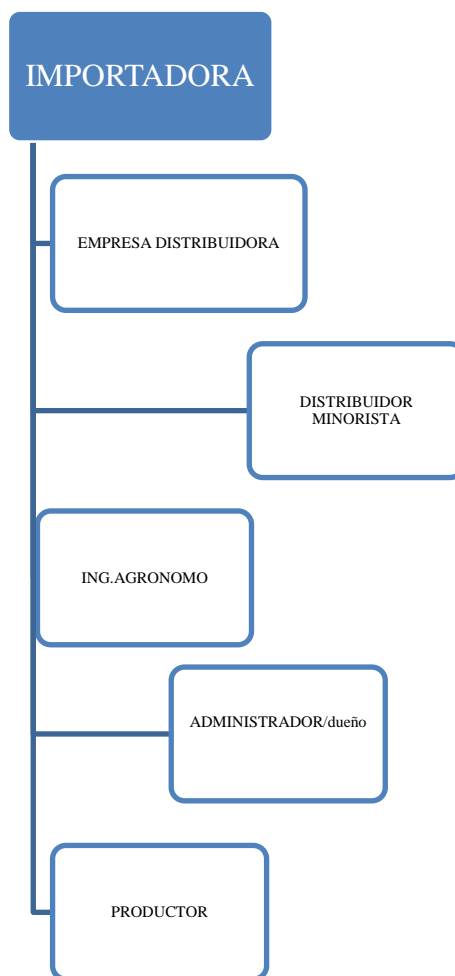 IMPORTADORA
EMPRESA DISTRIBUIDORA
DISTRIBUIDOR
MINORISTA
ING.AGRONOMO
ADMINISTRADOR/dueño
PRODUCTOR